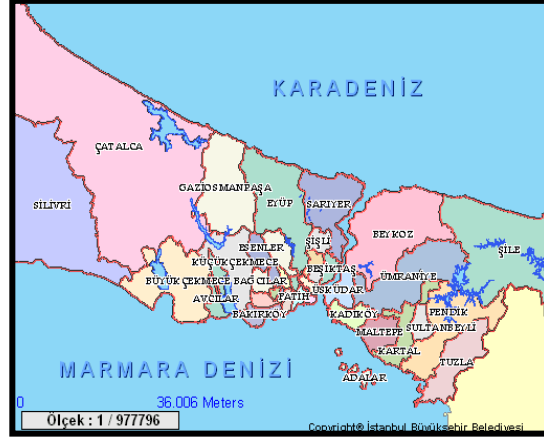 KARADENİZ
ÇATALCA
GAZİOSMANPAŞA
EYÜP
SARIYER
SİLİVRİ
BEYKOZ
ŞİŞLİ
ESENLER
ŞİLE
KÜÇÜKÇEKMECE
BEŞİKTAŞ
ÜMRANİYE
BÜYÜKÇEKMECE
BAĞCILAR
ÜSKÜDAR
AVCILAR
FATİH
BAKIRKÖY
KADIKÖY
PENDİK
MALTEPE
SULTANBEYLİ
KARTAL
TUZLA
MARMARA DENİZİ
ADALAR
0 36.006 Meters
Ölçek : 1 / 977796
Copyright® İstanbul Büyükşehir Belediyesi